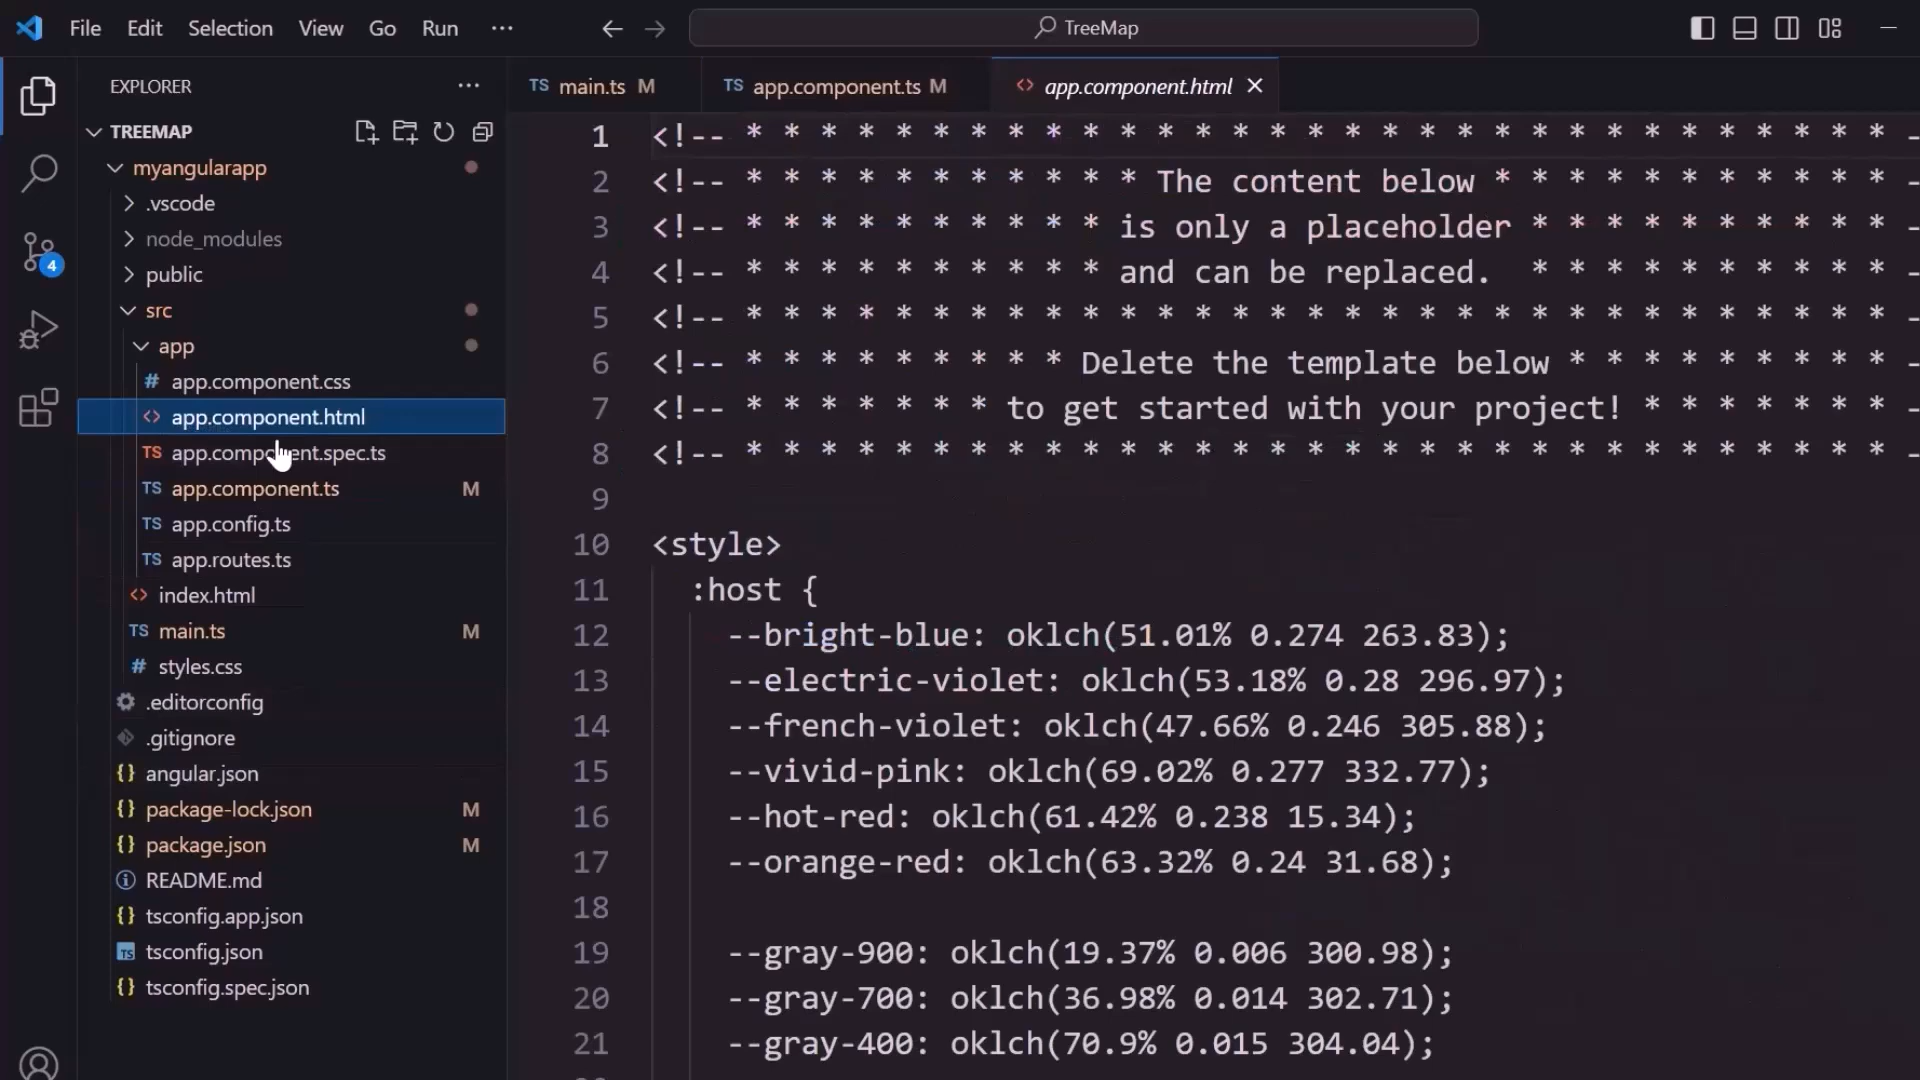 File Edit Selection View Go Run ··· TreeMap
EXPLORER ···
TREEMAP
myangularapp
.vscode
node_modules
public
src
app
# app.component.css
<> app.component.html
TS app.component.spec.ts
TS app.component.ts M
TS app.config.ts
TS app.routes.ts
<> index.html
TS main.ts M
# styles.css
.editorconfig
.gitignore
{} angular.json
{} package-lock.json M
{} package.json M
README.md
{} tsconfig.app.json
TS tsconfig.json
{} tsconfig.spec.json
4
TS main.ts M
TS app.component.ts M
<> app.component.html
1 <!-- * * * * * * * * * * * * * * * * * * * * * * * * * * * * * * * -
2 <!-- * * * * * * * * * * * The content below * * * * * * * * * * * -
3 <!-- * * * * * * * * * * is only a placeholder * * * * * * * * * * -
4 <!-- * * * * * * * * * * and can be replaced. * * * * * * * * * * -
5 <!-- * * * * * * * * * * * * * * * * * * * * * * * * * * * * * * * -
6 <!-- * * * * * * * * * Delete the template below * * * * * * * * * -
7 <!-- * * * * * * * to get started with your project! * * * * * * * -
8 <!-- * * * * * * * * * * * * * * * * * * * * * * * * * * * * * * * -
9
10 <style>
11 :host {
12 --bright-blue: oklch(51.01% 0.274 263.83);
13 --electric-violet: oklch(53.18% 0.28 296.97);
14 --french-violet: oklch(47.66% 0.246 305.88);
15 --vivid-pink: oklch(69.02% 0.277 332.77);
16 --hot-red: oklch(61.42% 0.238 15.34);
17 --orange-red: oklch(63.32% 0.24 31.68);
18
19 --gray-900: oklch(19.37% 0.006 300.98);
20 --gray-700: oklch(36.98% 0.014 302.71);
21 --gray-400: oklch(70.9% 0.015 304.04);